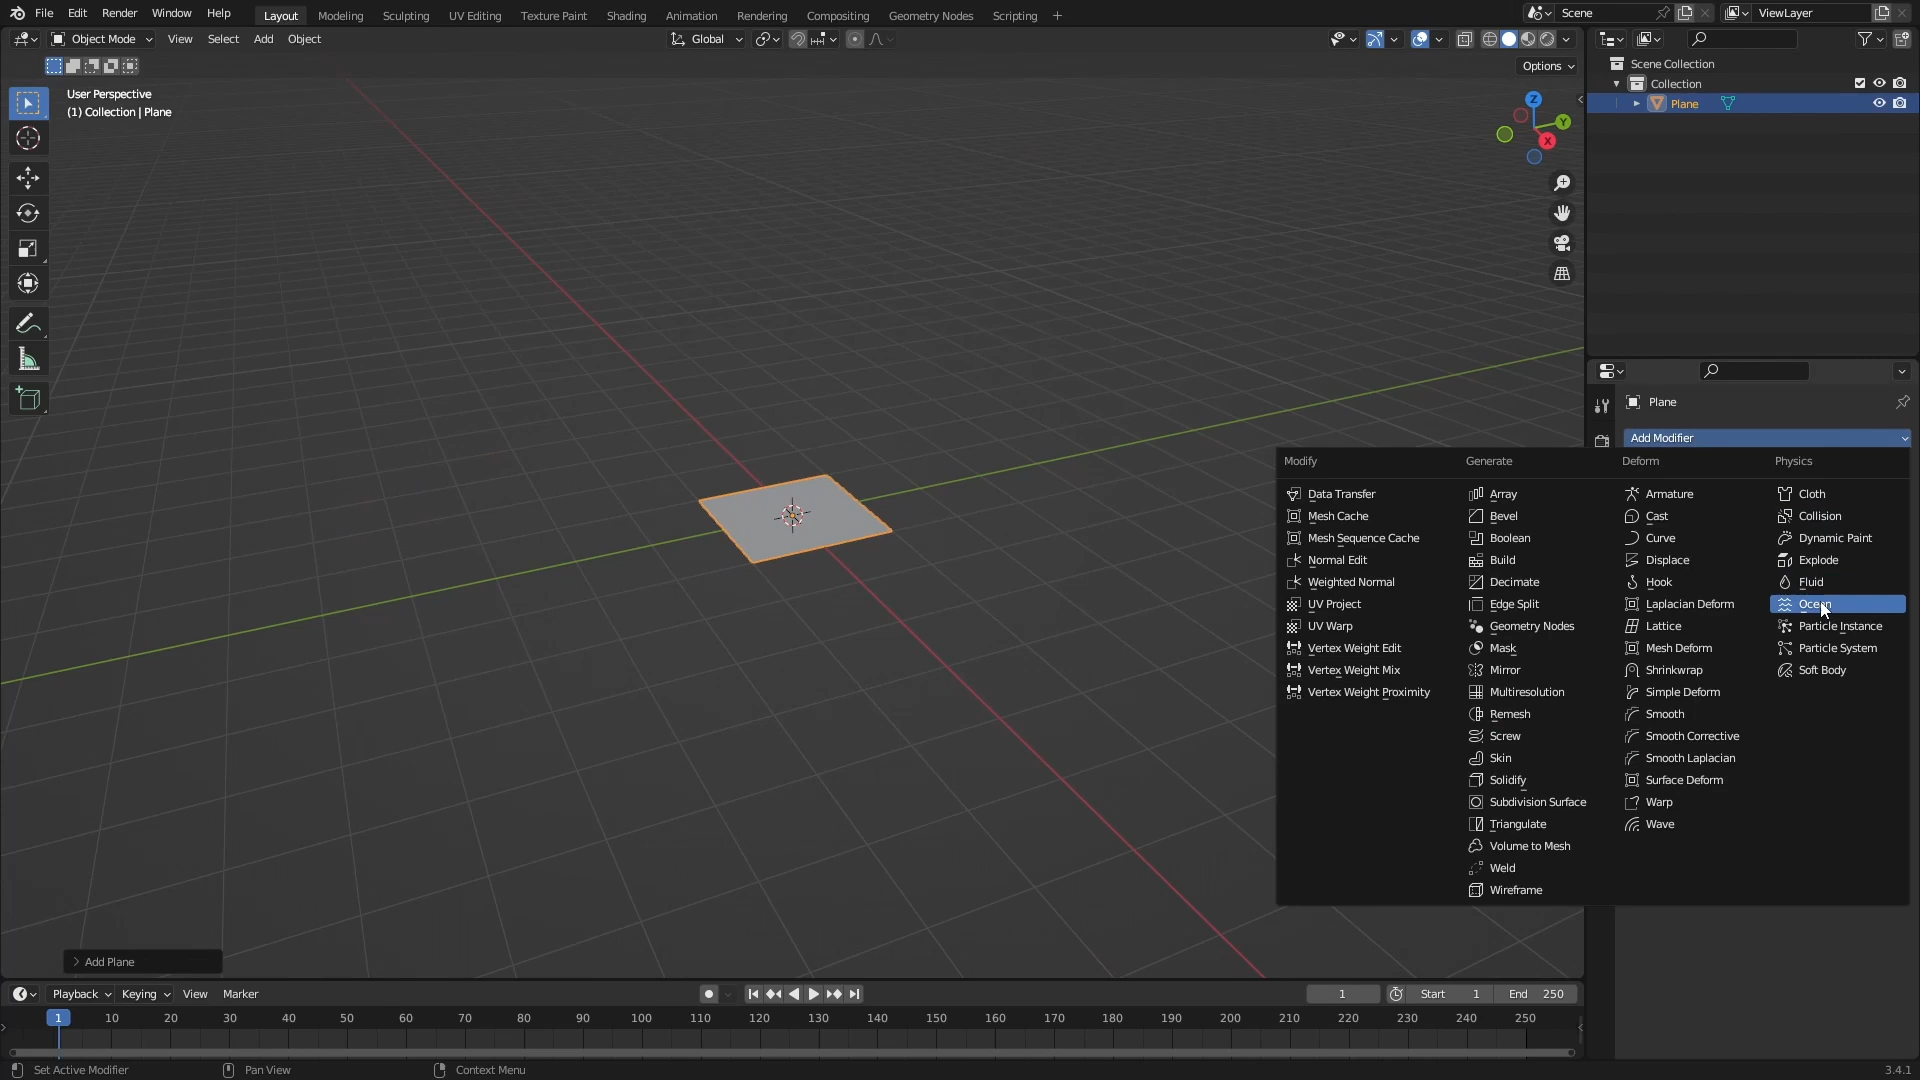 File Edit Render Window Help Layout Modeling Sculpting UV Editing Texture Paint Shading Animation Rendering Compositing Geometry Nodes Scripting + Scene ViewLayer
Object Mode View Select Add Object Global
Options
User Perspective
(1) Collection | Plane
Z
Y
X
Scene Collection
Collection
Plane
Plane
Add Modifier
Modify Generate Deform Physics
Data Transfer Array Armature Cloth
Mesh Cache Bevel Cast Collision
Mesh Sequence Cache Boolean Curve Dynamic Paint
Normal Edit Build Displace Explode
Weighted Normal Decimate Hook Fluid
UV Project Edge Split Laplacian Deform Ocean
UV Warp Geometry Nodes Lattice Particle Instance
Vertex Weight Edit Mask Mesh Deform Particle System
Vertex Weight Mix Mirror Shrinkwrap Soft Body
Vertex Weight Proximity Multiresolution Simple Deform
Remesh Smooth
Screw Smooth Corrective
Skin Smooth Laplacian
Solidify Surface Deform
Subdivision Surface Warp
Triangulate Wave
Volume to Mesh
Weld
Wireframe
Add Plane
Playback Keying View Marker 1 Start 1 End 250
1 10 20 30 40 50 60 70 80 90 100 110 120 130 140 150 160 170 180 190 200 210 220 230 240 250
Set Active Modifier Pan View Context Menu 3.4.1